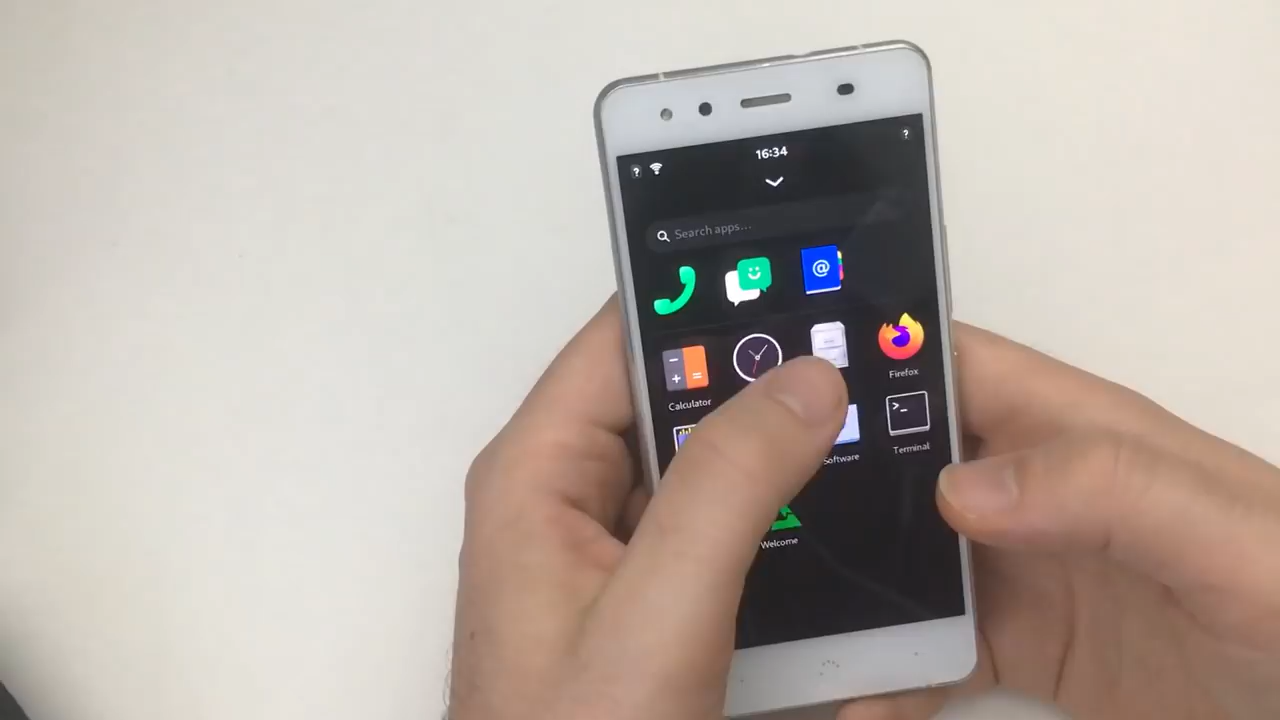 16:34
Search apps...
Calculator
Firefox
Software
Terminal
Welcome